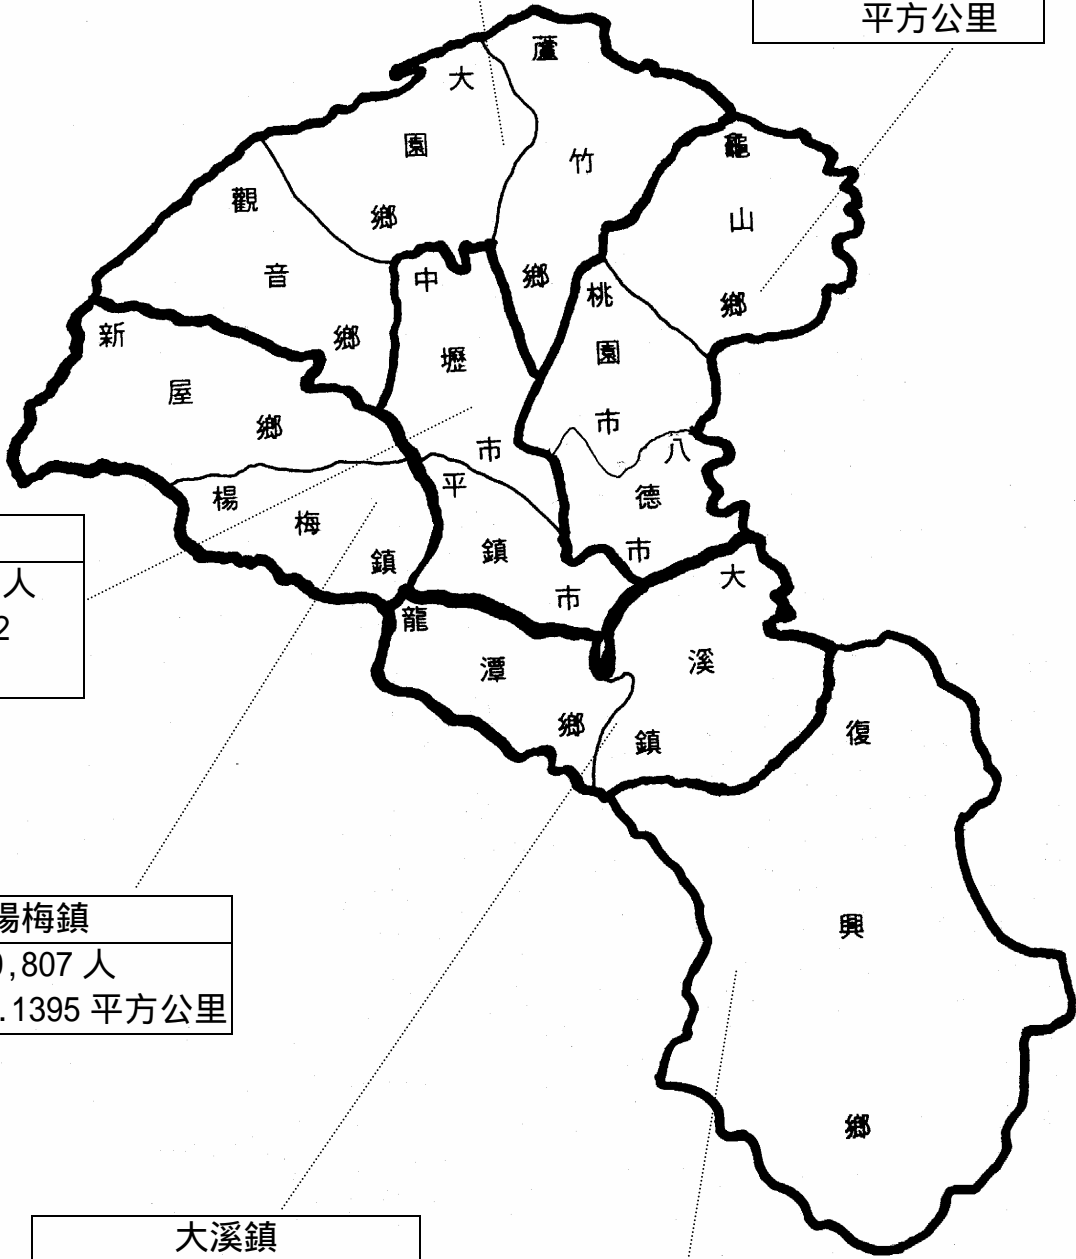 平方公里
蘆竹鄉
大園鄉
龜山鄉
觀音鄉
中壢市
桃園市
新屋鄉
八德市
楊梅鎮
平鎮市
大溪鎮
龍潭鄉
復興鄉
人
2
楊梅鎮
,807 人
.1395 平方公里
大溪鎮